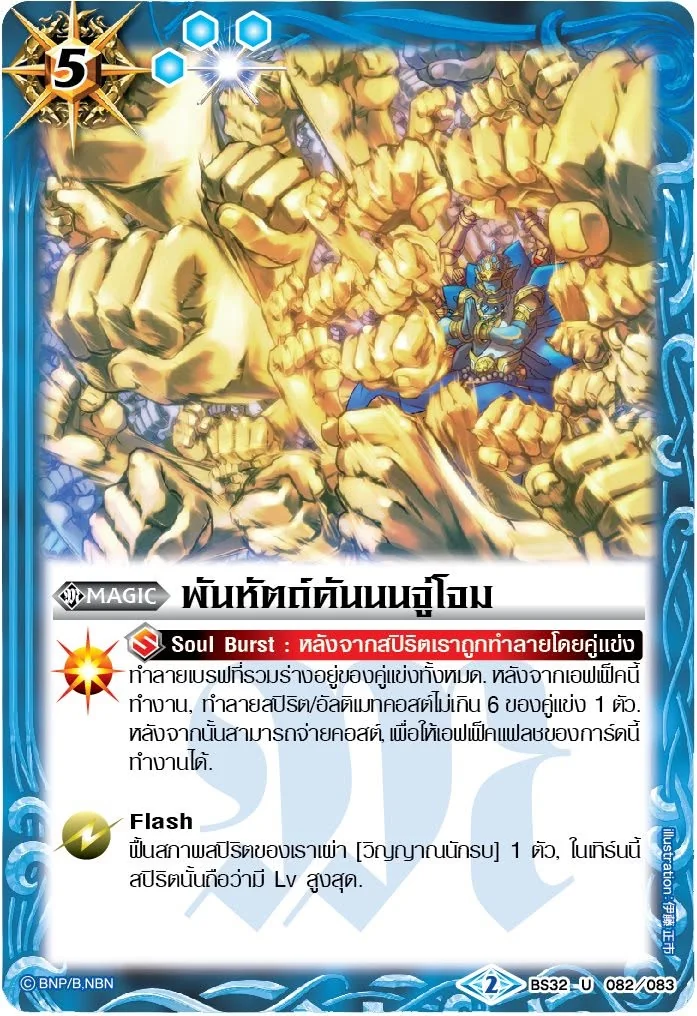 5
MAGIC พันหัตถ์คันนนจู่โจม
S Soul Burst : หลังจากสปิริตเราถูกทำลายโดยคู่แข่ง
ทำลายเบรฟที่รวมร่างอยู่ของคู่แข่งทั้งหมด. หลังจากเอฟเฟ็คนี้
ทำงาน, ทำลายสปิริต/อัลติเมทคอสต์ไม่เกิน 6 ของคู่แข่ง 1 ตัว.
หลังจากนั้นสามารถจ่ายคอสต์, เพื่อให้เอฟเฟ็คแฟลชของการ์ดนี้
ทำงานได้.
Flash
ฟื้นสภาพสปิริตของเราเผ่า [วิญญาณนักรบ] 1 ตัว, ในเทิร์นนี้
สปิริตนั้นถือว่ามี Lv สูงสุด.
illustration : 伊藤 正市
© BNP/B,NBN
2 BS32 U 082/083